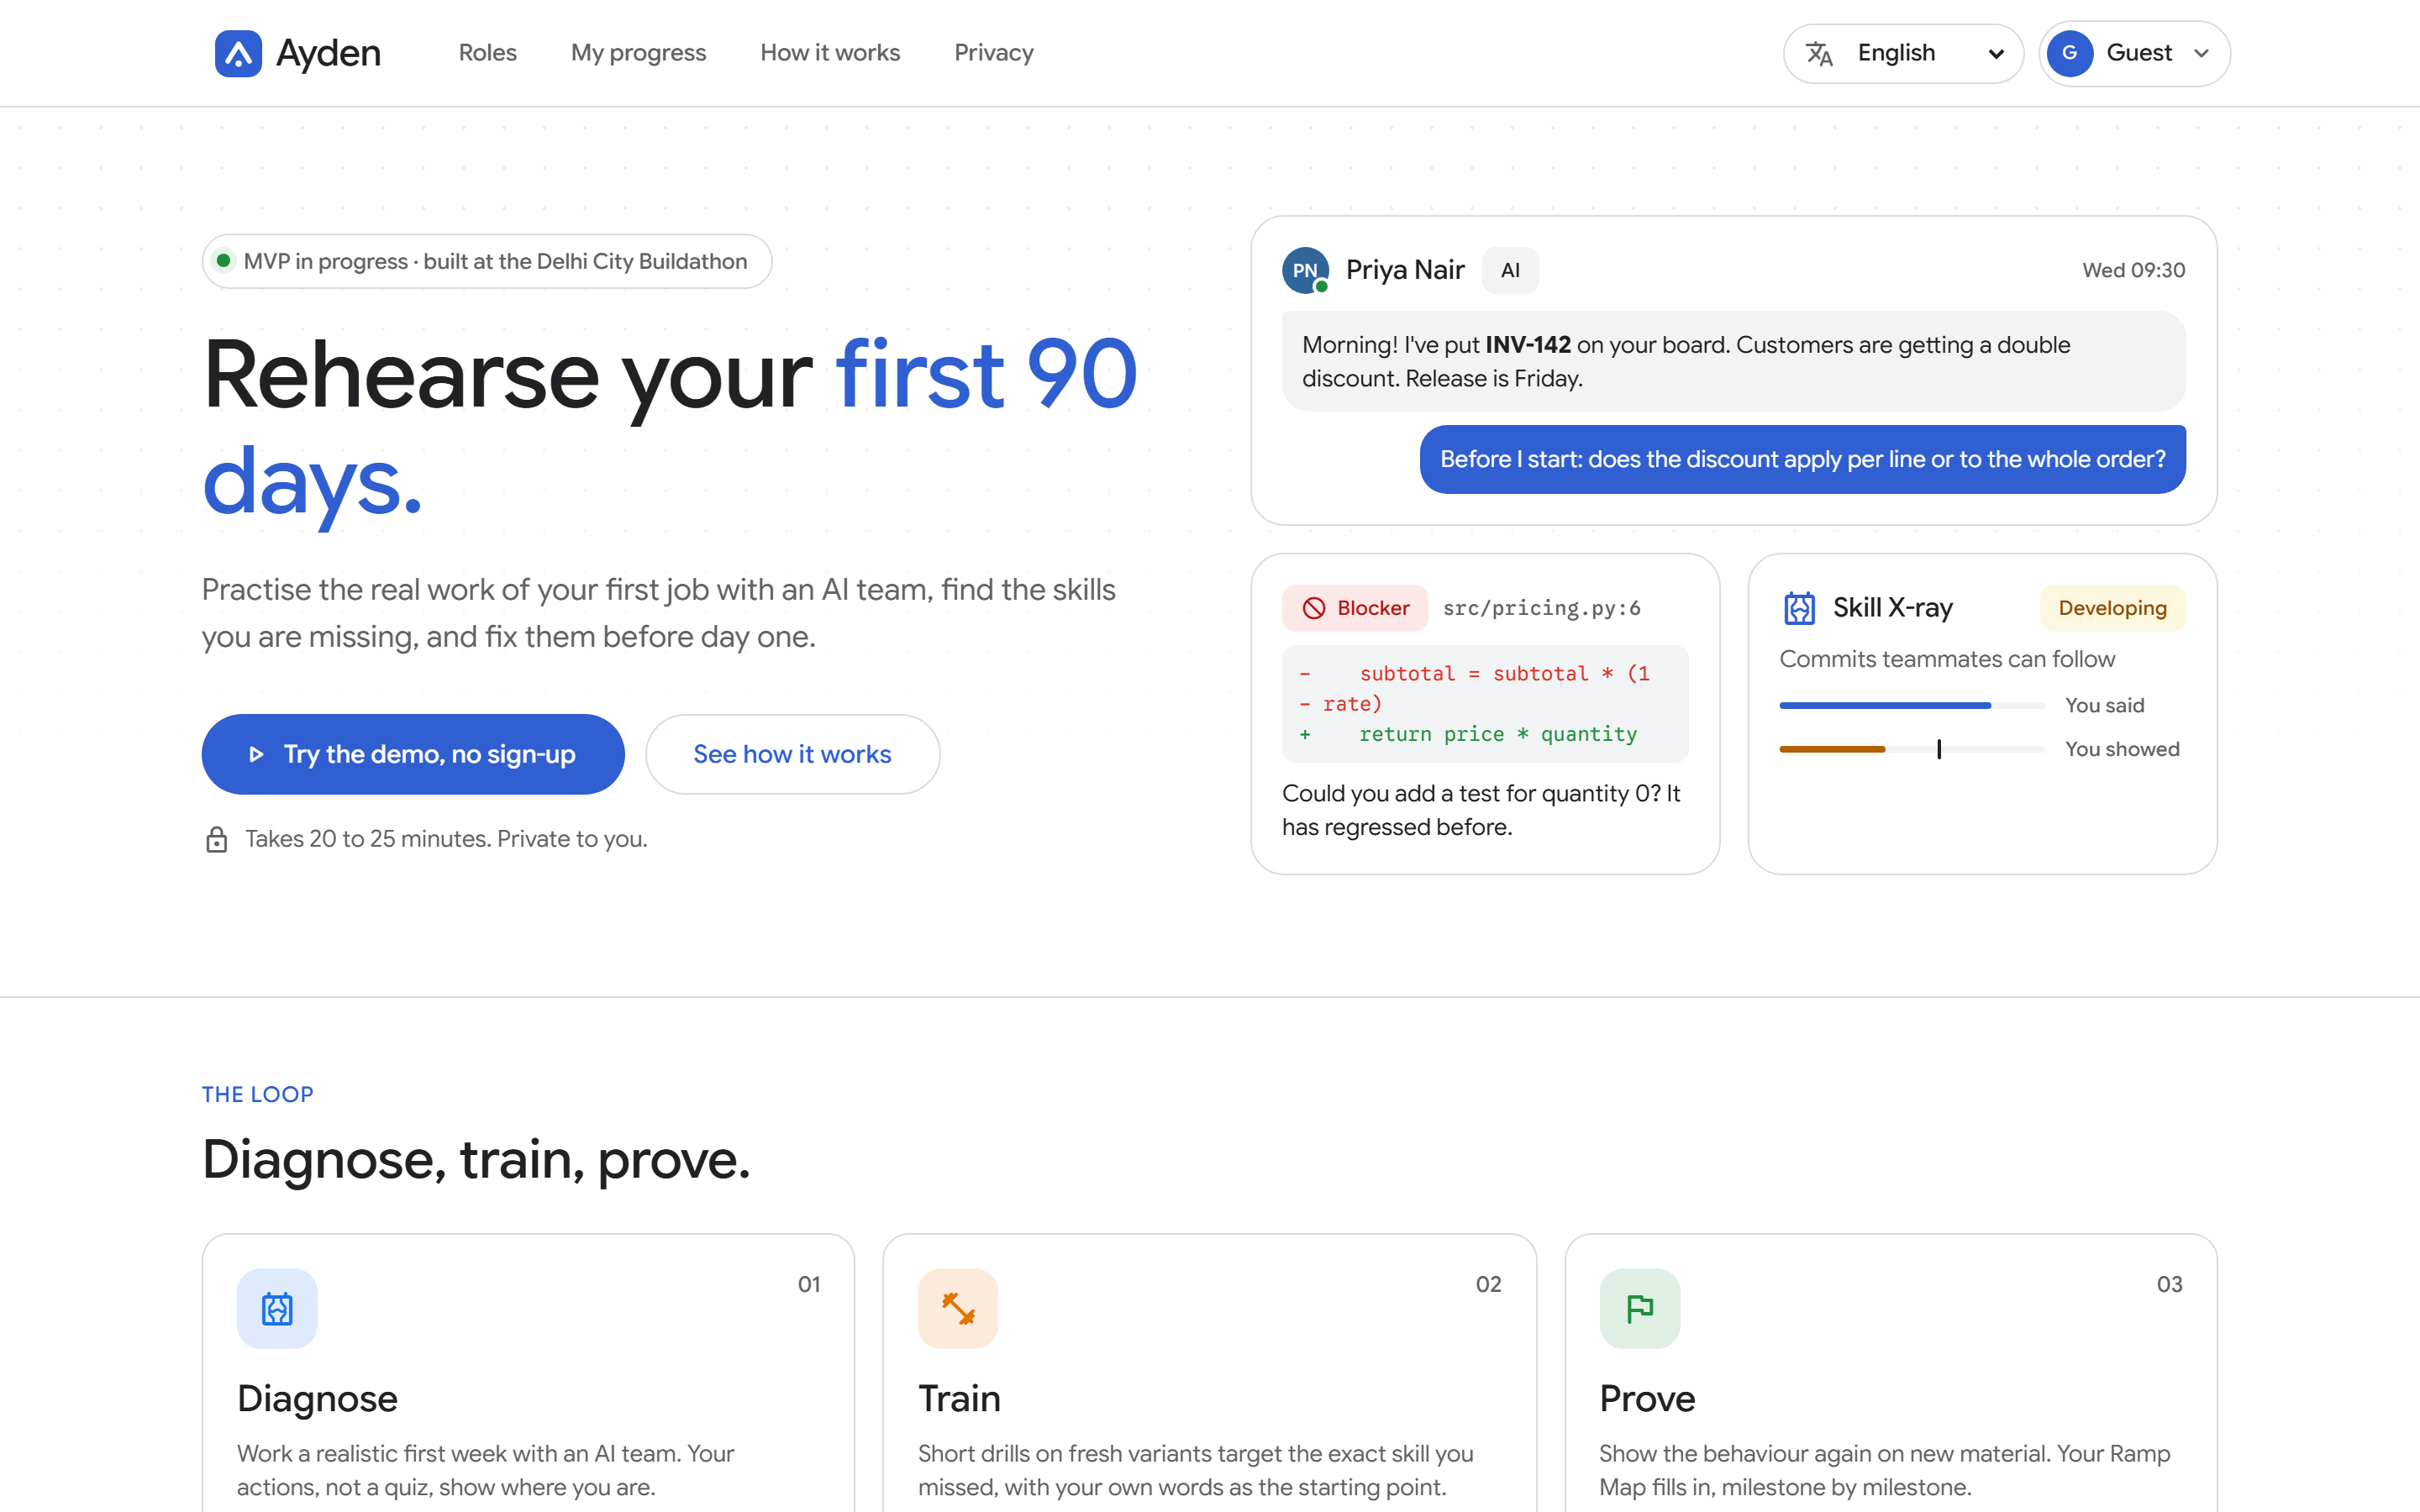 Ayden
Roles
My progress
How it works
Privacy
English
G
Guest
MVP in progress · built at the Delhi City Buildathon
Rehearse your first 90
days.
Practise the real work of your first job with an AI team, find the skills
you are missing, and fix them before day one.
Try the demo, no sign-up
See how it works
Takes 20 to 25 minutes. Private to you.
PN
Priya Nair
AI
Wed 09:30
Morning! I've put INV-142 on your board. Customers are getting a double
discount. Release is Friday.
Before I start: does the discount apply per line or to the whole order?
Blocker
src/pricing.py:6
-    subtotal = subtotal * (1
- rate)
+    return price * quantity
Could you add a test for quantity 0? It
has regressed before.
Skill X-ray
Developing
Commits teammates can follow
You said
You showed
THE LOOP
Diagnose, train, prove.
01
Diagnose
Work a realistic first week with an AI team. Your
actions, not a quiz, show where you are.
02
Train
Short drills on fresh variants target the exact skill you
missed, with your own words as the starting point.
03
Prove
Show the behaviour again on new material. Your Ramp
Map fills in, milestone by milestone.